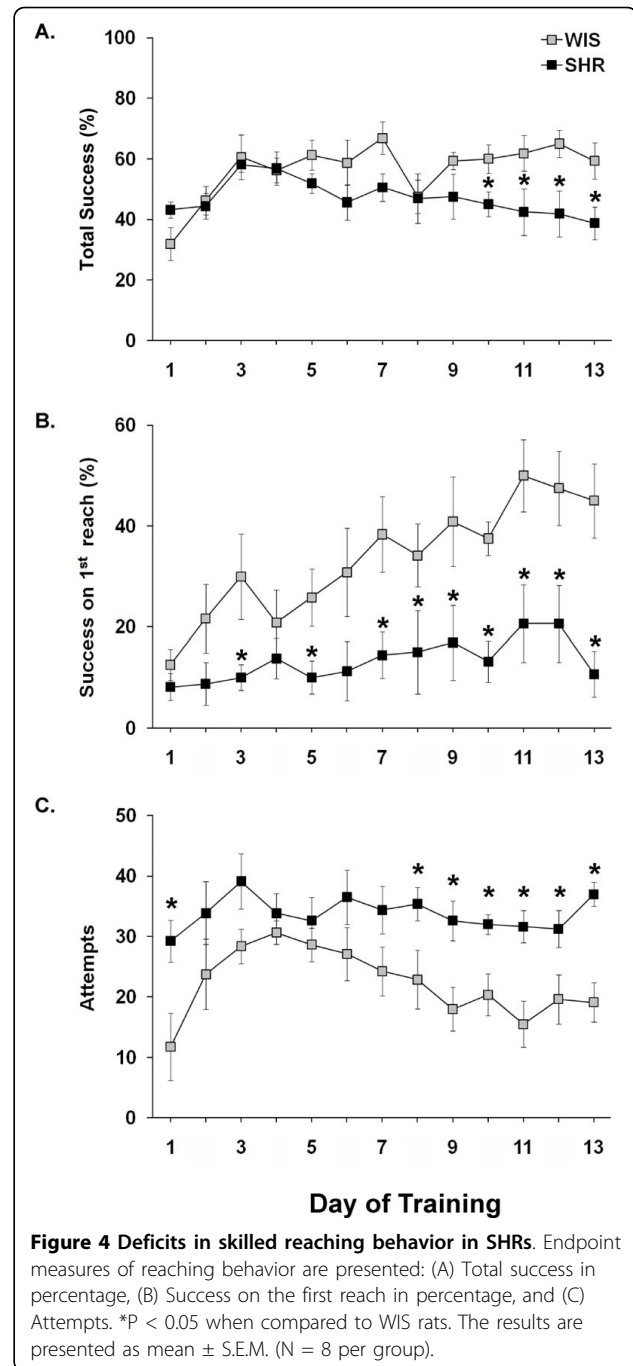 A.
100
80
60
40
20
0
Total Success (%)
WIS
SHR
* * * *
1 3 5 7 9 11 13
B.
60
40
20
0
Success on 1st reach (%)
* * * * * * * * *
1 3 5 7 9 11 13
C.
50
40
30
20
10
0
Attempts
* * * * * * *
1 3 5 7 9 11 13
Day of Training
Figure 4 Deficits in skilled reaching behavior in SHRs. Endpoint
measures of reaching behavior are presented: (A) Total success in
percentage, (B) Success on the first reach in percentage, and (C)
Attempts. *P < 0.05 when compared to WIS rats. The results are
presented as mean ± S.E.M. (N = 8 per group).